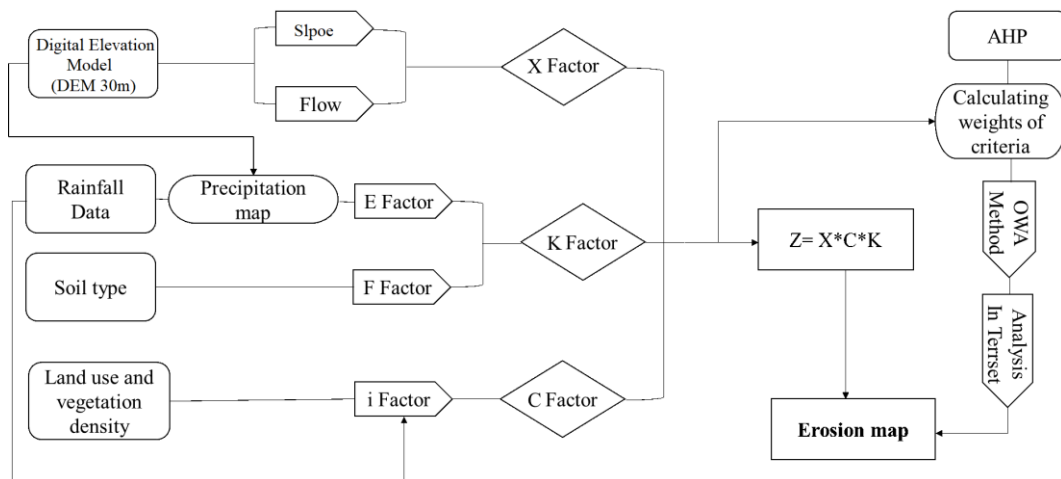 Digital Elevation
Model
(DEM 30m)
Slpoe
Flow
X Factor
AHP
Calculating
weights of
criteria
Rainfall
Data
Precipitation
map
E Factor
K Factor
Z= X*C*K
OWA
Method
Soil type
F Factor
Analysis
In Terrset
Land use and
vegetation
density
i Factor
C Factor
Erosion map